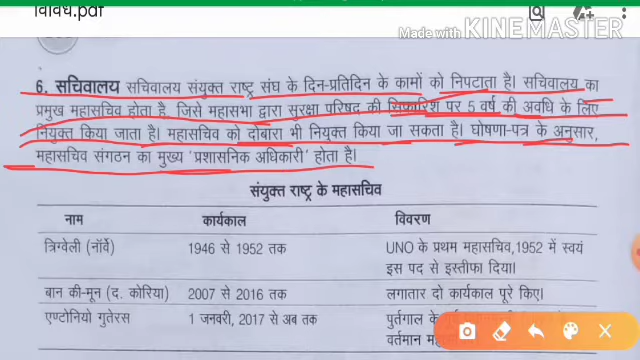 विविध.pdf
Made with KINEMASTER
6. सचिवालय सचिवालय संयुक्त राष्ट्र संघ के दिन-प्रतिदिन के कामों को निपटाता है। सचिवालय का
प्रमुख महासचिव होता है, जिसे महासभा द्वारा सुरक्षा परिषद की सिफारिश पर 5 वर्ष की अवधि के लिए
नियुक्त किया जाता है। महासचिव को दोबारा भी नियुक्त किया जा सकता है। घोषणा-पत्र के अनुसार,
महासचिव संगठन का मुख्य 'प्रशासनिक अधिकारी' होता है।
संयुक्त राष्ट्र के महासचिव
नाम कार्यकाल विवरण
त्रिग्वेली (नॉर्वे) 1946 से 1952 तक UNO के प्रथम महासचिव,1952 में स्वयं
इस पद से इस्तीफा दिया।
बान की-मून (द. कोरिया) 2007 से 2016 तक लगातार दो कार्यकाल पूरे किए।
एण्टोनियो गुतेरस 1 जनवरी, 2017 से अब तक पुर्तगाल के
वर्तमान